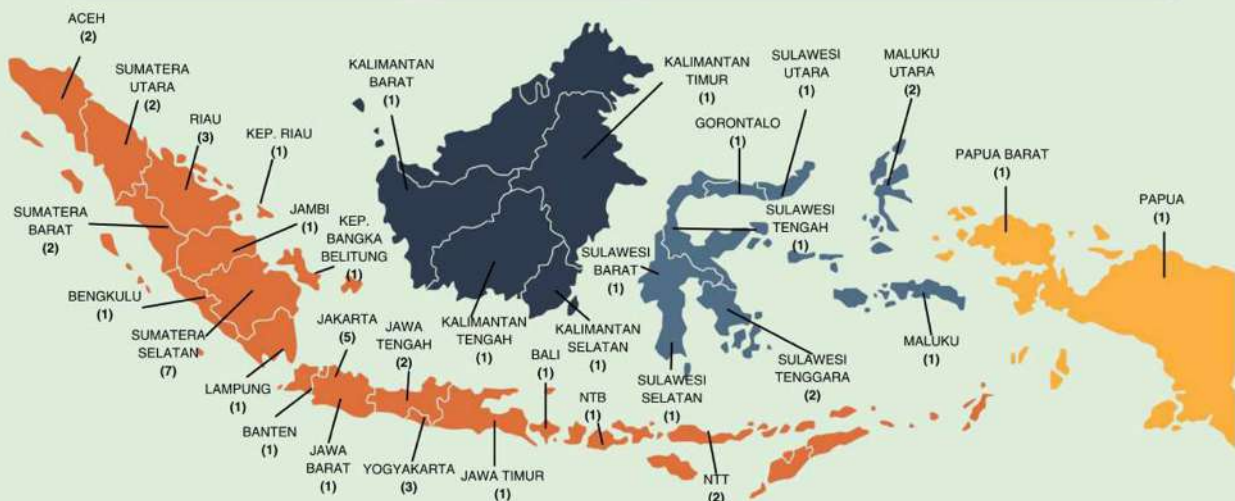 ACEH
(2)
SUMATERA
UTARA
(2)
RIAU
(3)
KEP. RIAU
(1)
SUMATERA
BARAT
(2)
JAMBI
(1)
KEP.
BANGKA
BELITUNG
(1)
BENGKULU
(1)
SUMATERA
SELATAN
(7)
LAMPUNG
(1)
JAKARTA
(5)
BANTEN
(1)
JAWA
BARAT
(1)
JAWA
TENGAH
(2)
YOGYAKARTA
(3)
JAWA TIMUR
(1)
BALI
(1)
NTB
(1)
NTT
(2)
KALIMANTAN
BARAT
(1)
KALIMANTAN
TIMUR
(1)
KALIMANTAN
TENGAH
(1)
KALIMANTAN
SELATAN
(1)
SULAWESI
UTARA
(1)
GORONTALO
(1)
SULAWESI
TENGAH
(1)
SULAWESI
BARAT
(1)
SULAWESI
SELATAN
(1)
SULAWESI
TENGGARA
(2)
MALUKU
UTARA
(2)
MALUKU
(1)
PAPUA BARAT
(1)
PAPUA
(1)